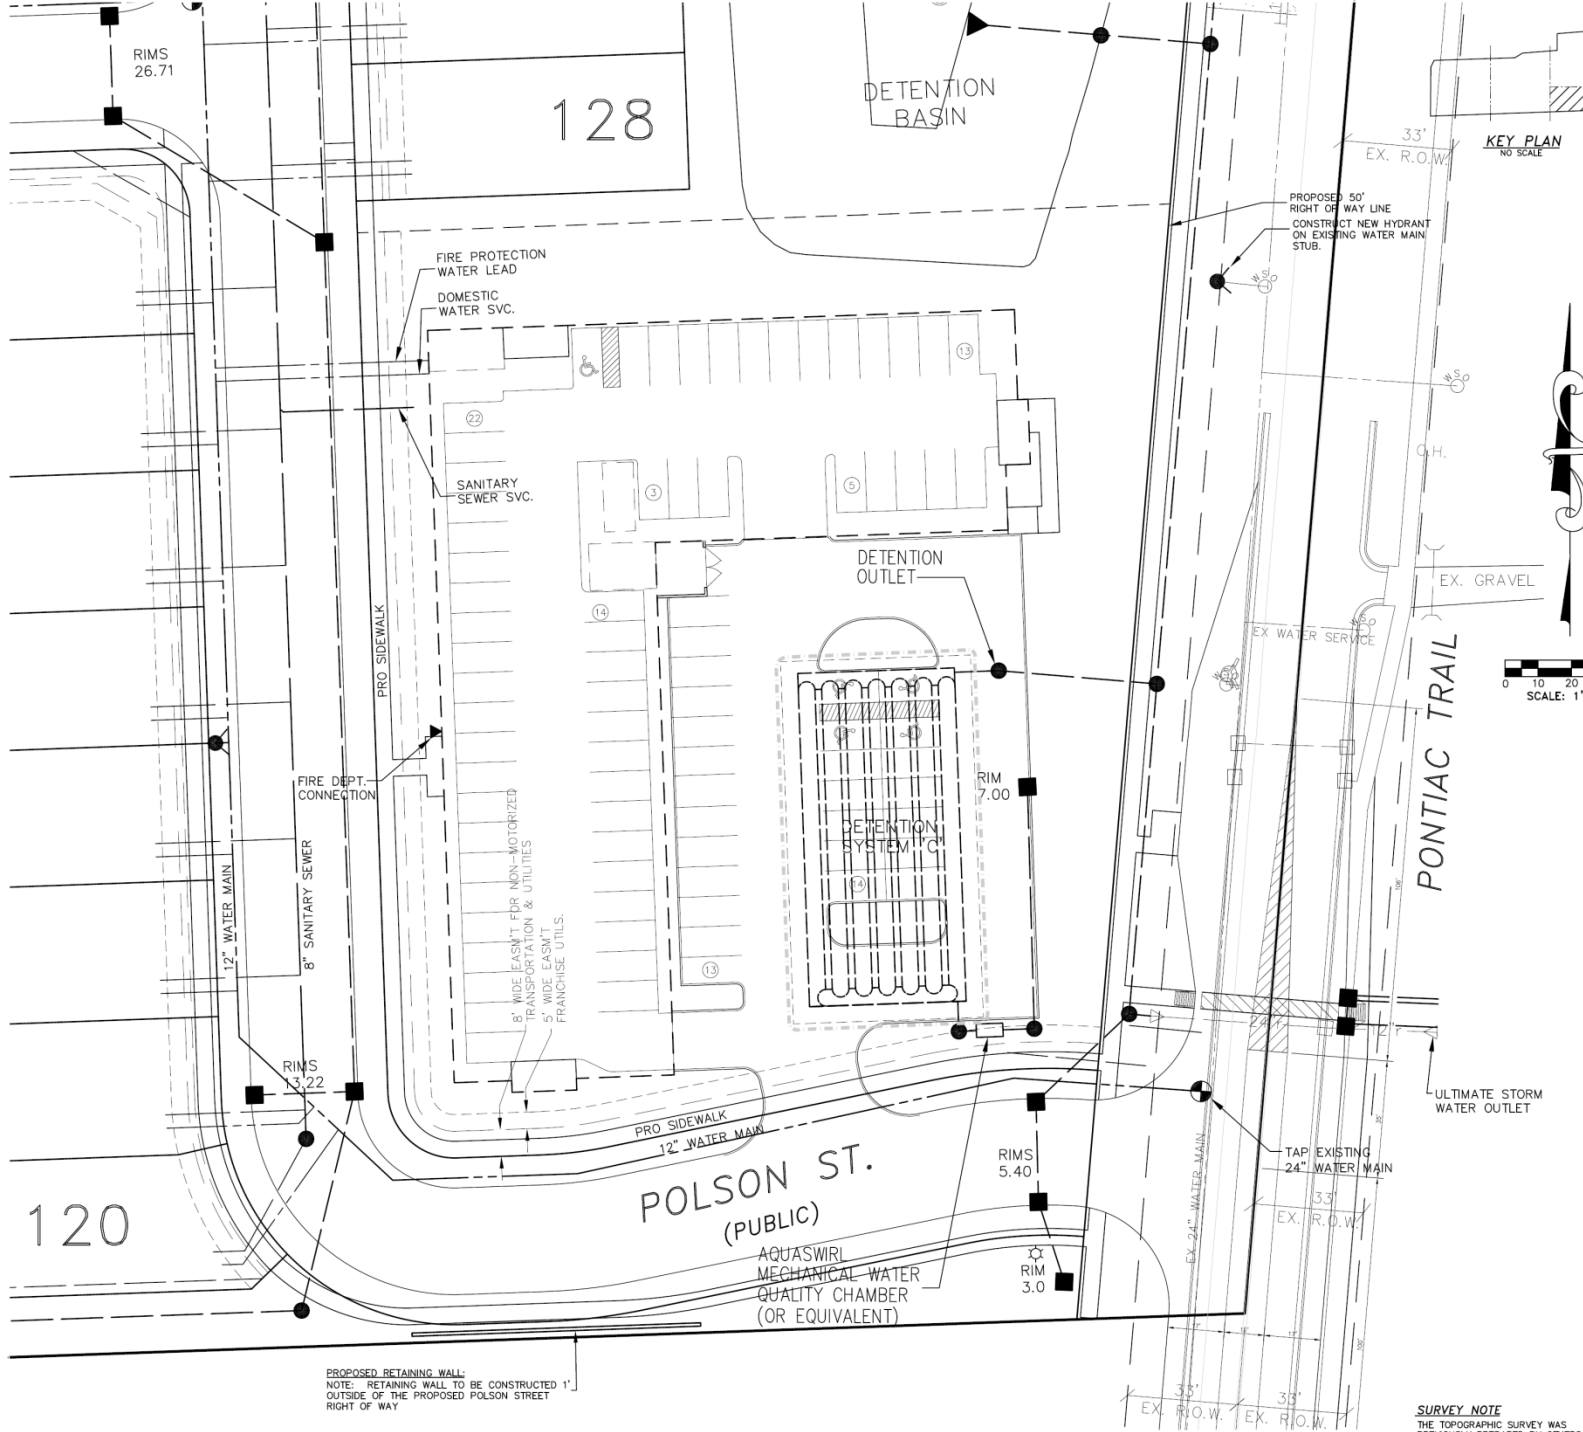 RIMS
26.71
128
DETENTION
BASIN
33'
EX. R.O.W.
KEY PLAN
NO SCALE
PROPOSED 50'
RIGHT OF WAY LINE
CONSTRUCT NEW HYDRANT
ON EXISTING WATER MAIN
STUB.
FIRE PROTECTION
WATER LEAD
DOMESTIC
WATER SVC.
W.S.O
13
W.S.O
22
O.H.
SANITARY
SEWER SVC.
3
5
DETENTION
OUTLET
EX. GRAVEL
14
PRO SIDEWALK
W.S.O
EX WATER SERVICE
PONTIAC TRAIL
0 10 20
SCALE: 1'
FIRE DEPT.
CONNECTION
RIM
7.00
DETENTION
SYSTEM 'C'
14
8' WIDE EASM'T FOR NON-MOTORIZED
TRANSPORTATION & UTILITIES
5' WIDE EASM'T
FRANCHISE UTILS.
12" WATER MAIN
8" SANITARY SEWER
13
RIMS
13.22
ULTIMATE STORM
WATER OUTLET
PRO SIDEWALK
12" WATER MAIN
POLSON ST.
(PUBLIC)
RIMS
5.40
TAP EXISTING
24" WATER MAIN
EX 24" WATER MAIN
33'
EX. R.O.W.
120
AQUASWIRL
MECHANICAL WATER
QUALITY CHAMBER
(OR EQUIVALENT)
RIM
3.0
PROPOSED RETAINING WALL:
NOTE: RETAINING WALL TO BE CONSTRUCTED 1'
OUTSIDE OF THE PROPOSED POLSON STREET
RIGHT OF WAY
33'
EX. R.O.W.
33'
EX. R.O.W.
SURVEY NOTE
THE TOPOGRAPHIC SURVEY WAS